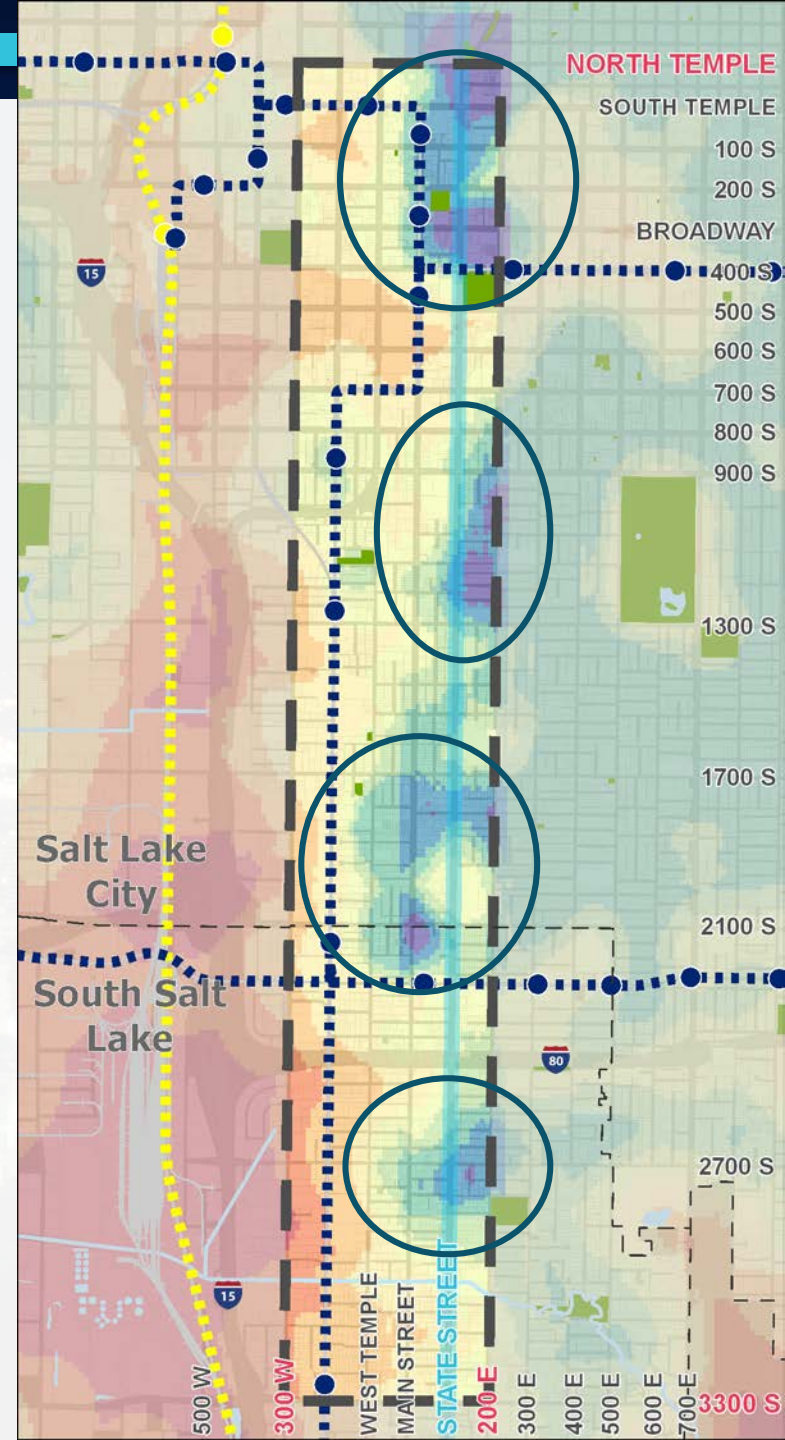 NORTH TEMPLE
SOUTH TEMPLE
100 S
200 S
BROADWAY
15
400 S
500 S
600 S
700 S
800 S
900 S
1300 S
1700 S
Salt Lake
City
2100 S
South Salt
Lake
80
2700 S
15
500 W
300 W
WEST TEMPLE
MAIN STREET
STATE STREET
200 E
300 E
400 E
500 E
600 E
700 E
3300 S